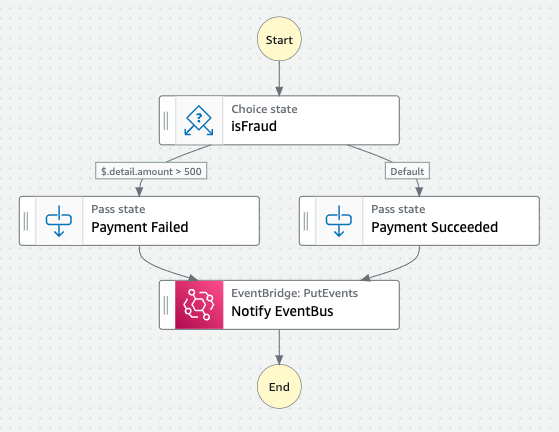 Start
Choice state
isFraud
$.detail.amount > 500
Default
Pass state
Payment Failed
Pass state
Payment Succeeded
EventBridge: PutEvents
Notify EventBus
End